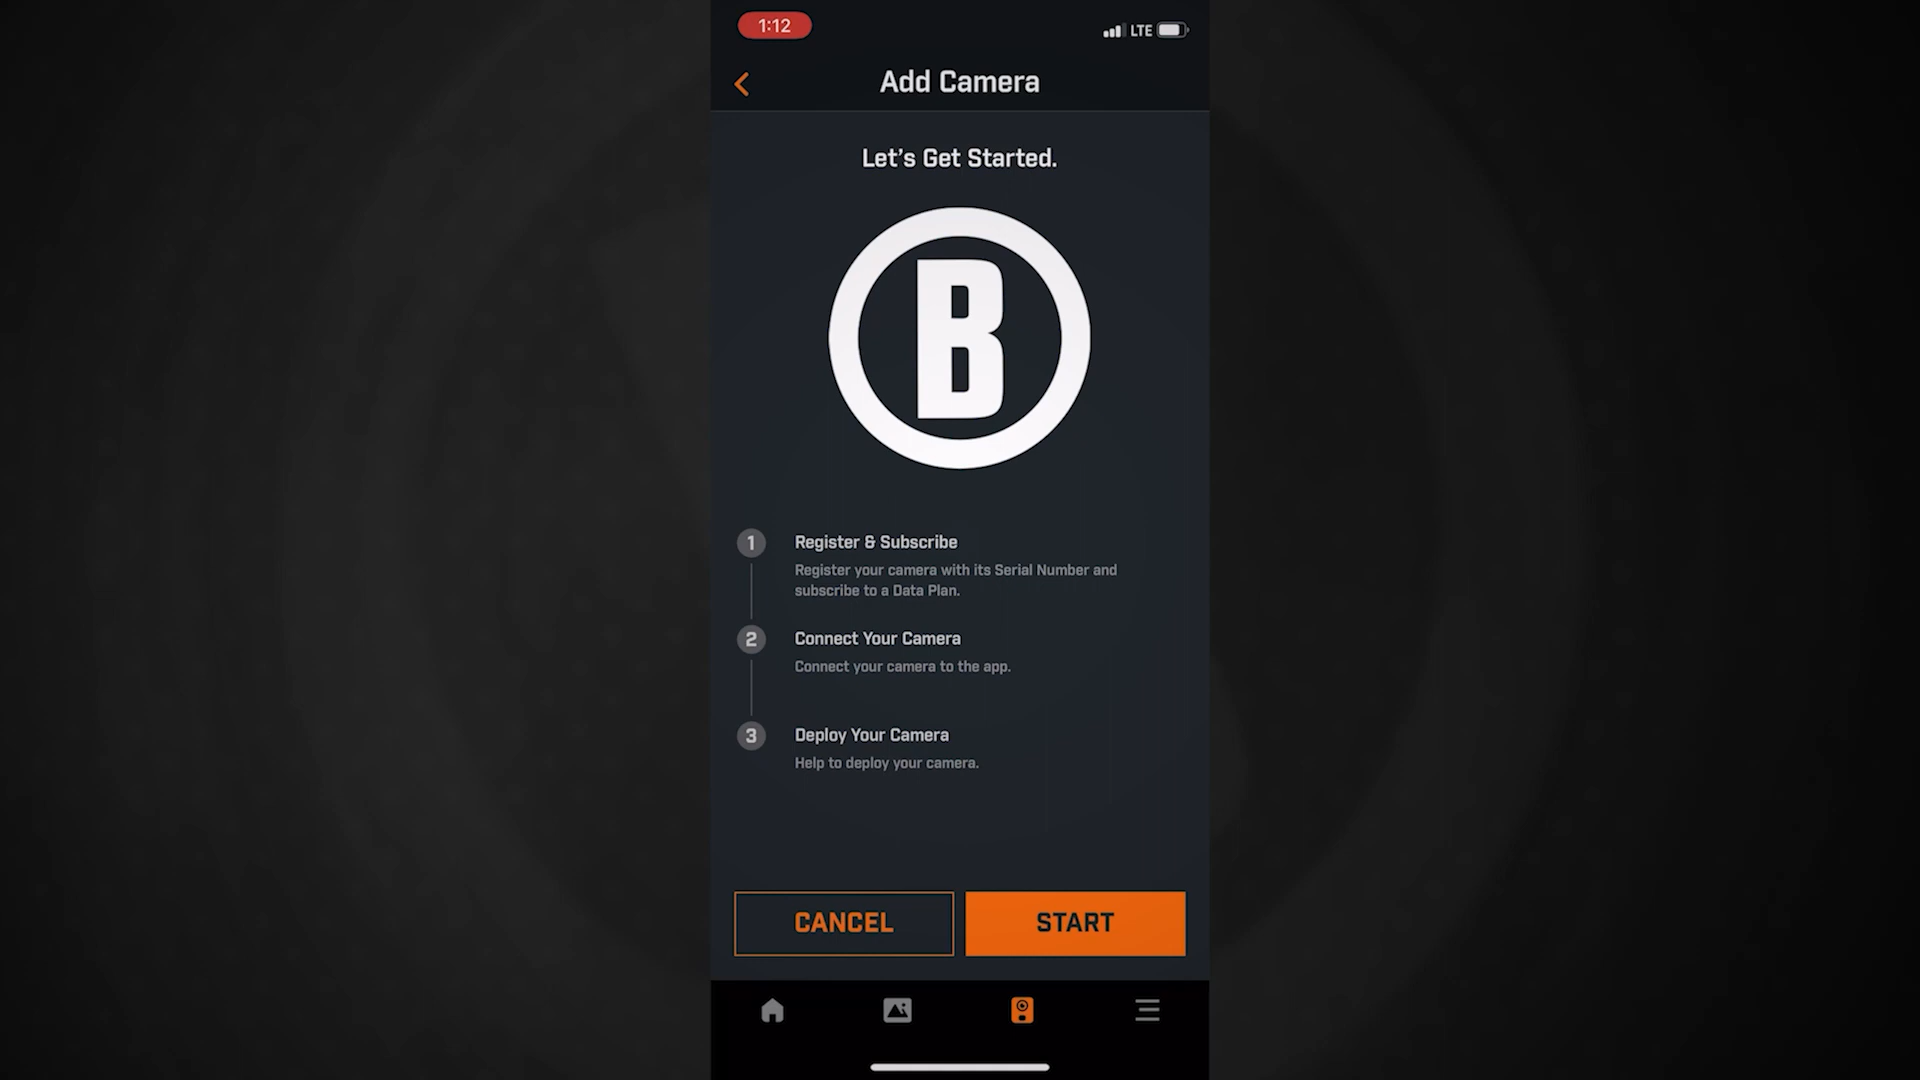 1:12
LTE
Add Camera
Let's Get Started.
B
1 Register & Subscribe
Register your camera with its Serial Number and
subscribe to a Data Plan.
2 Connect Your Camera
Connect your camera to the app.
3 Deploy Your Camera
Help to deploy your camera.
CANCEL START